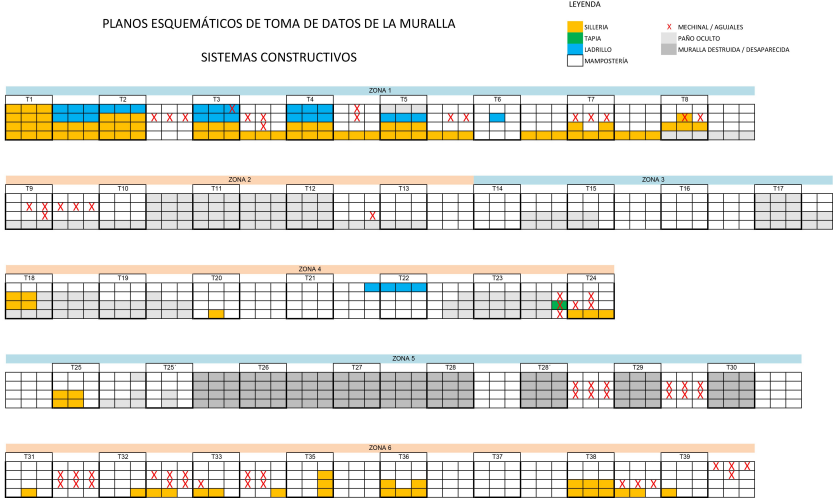 LEYENDA
PLANOS ESQUEMÁTICOS DE TOMA DE DATOS DE LA MURALLA
SILLERIA X MECHINAL / AGUJALES
TAPIA PAÑO OCULTO
SISTEMAS CONSTRUCTIVOS
LADRILLO MURALLA DESTRUIDA / DESAPARECIDA
MAMPOSTERÍA
ZONA 1
T1 T2 T3 T4 T5 T6 T7 T8
X
X
X X X X X X X X X X X X X
X
ZONA 2 ZONA 3
T9 T10 T11 T12 T13 T14 T15 T16 T17
X X X X X
X X
ZONA 4
T18 T19 T20 T21 T22 T23 T24
X X
X X X
X
ZONA 5
T25 T25´ T26 T27 T28 T28´ T29 T30
X X X X X X
X X X X X X
ZONA 6
T31 T32 T33 T35 T36 T37 T38 T39
X X X
X X X X X X X X X
X X X X X X X X
X X X X